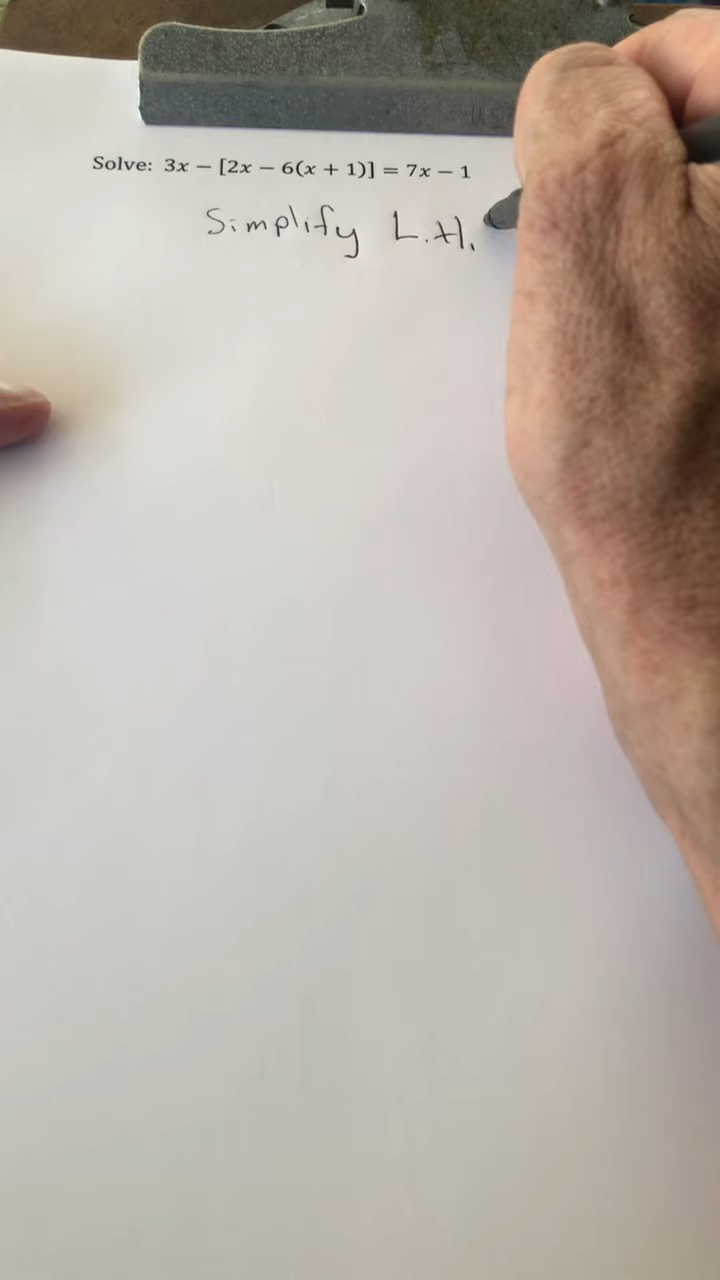 Solve: 3x − [2x − 6(x + 1)] = 7x − 1
Simplify L.H.